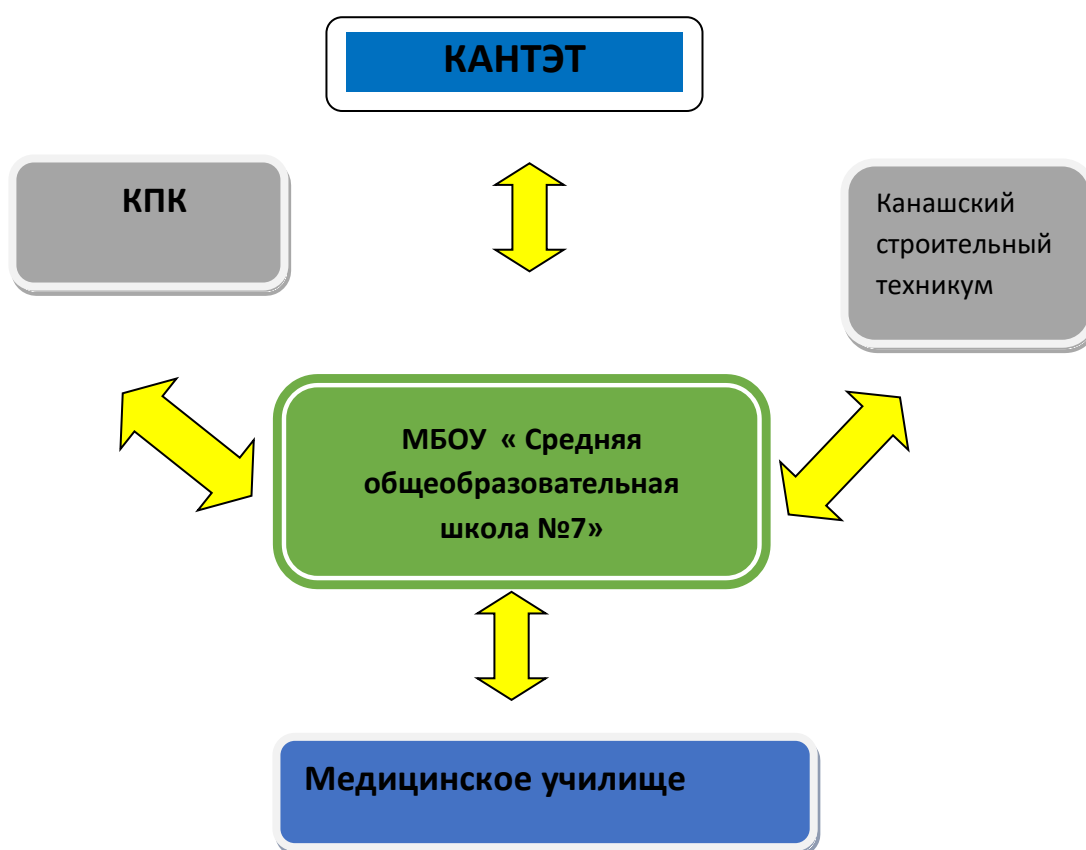 КАНТЭТ
КПК
Канашский
строительный
техникум
МБОУ « Средняя
общеобразовательная
школа №7»
Медицинское училище